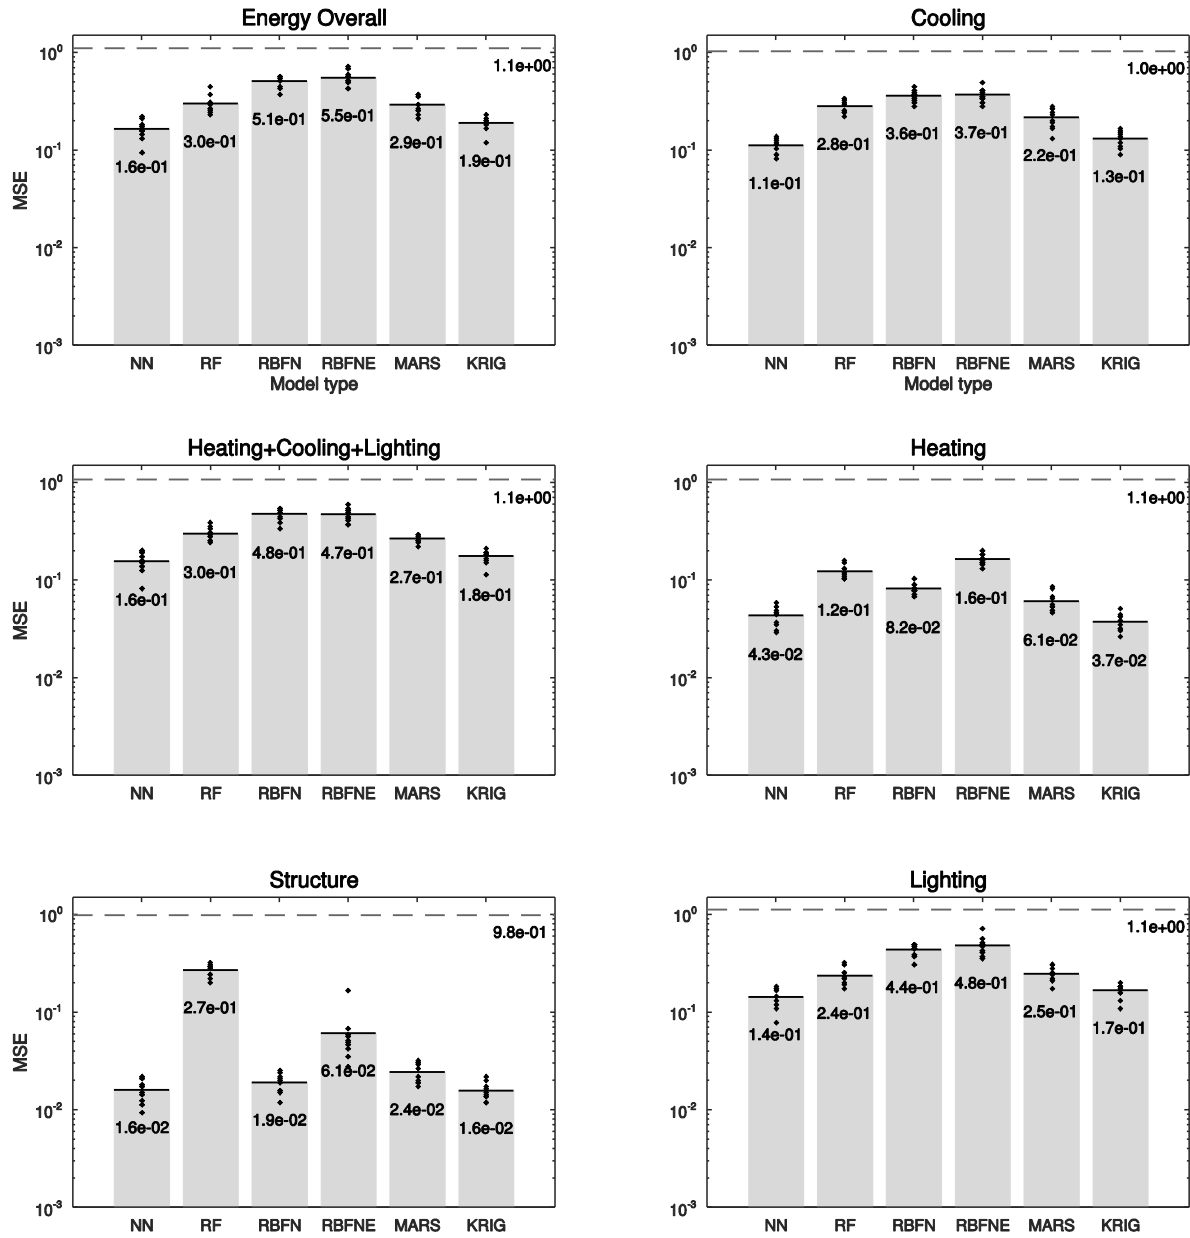 Energy Overall
10^0
10^-1
10^-2
10^-3
MSE
1.1e+00
1.6e-01
3.0e-01
5.1e-01
5.5e-01
2.9e-01
1.9e-01
NN RF RBFN RBFNE MARS KRIG
Model type
Cooling
10^0
10^-1
10^-2
10^-3
1.0e+00
1.1e-01
2.8e-01
3.6e-01
3.7e-01
2.2e-01
1.3e-01
NN RF RBFN RBFNE MARS KRIG
Model type
Heating+Cooling+Lighting
10^0
10^-1
10^-2
10^-3
MSE
1.1e+00
1.6e-01
3.0e-01
4.8e-01
4.7e-01
2.7e-01
1.8e-01
NN RF RBFN RBFNE MARS KRIG
Heating
10^0
10^-1
10^-2
10^-3
1.1e+00
4.3e-02
1.2e-01
8.2e-02
1.6e-01
6.1e-02
3.7e-02
NN RF RBFN RBFNE MARS KRIG
Structure
10^0
10^-1
10^-2
10^-3
MSE
9.8e-01
1.6e-02
2.7e-01
1.9e-02
6.1e-02
2.4e-02
1.6e-02
NN RF RBFN RBFNE MARS KRIG
Lighting
10^0
10^-1
10^-2
10^-3
1.1e+00
1.4e-01
2.4e-01
4.4e-01
4.8e-01
2.5e-01
1.7e-01
NN RF RBFN RBFNE MARS KRIG